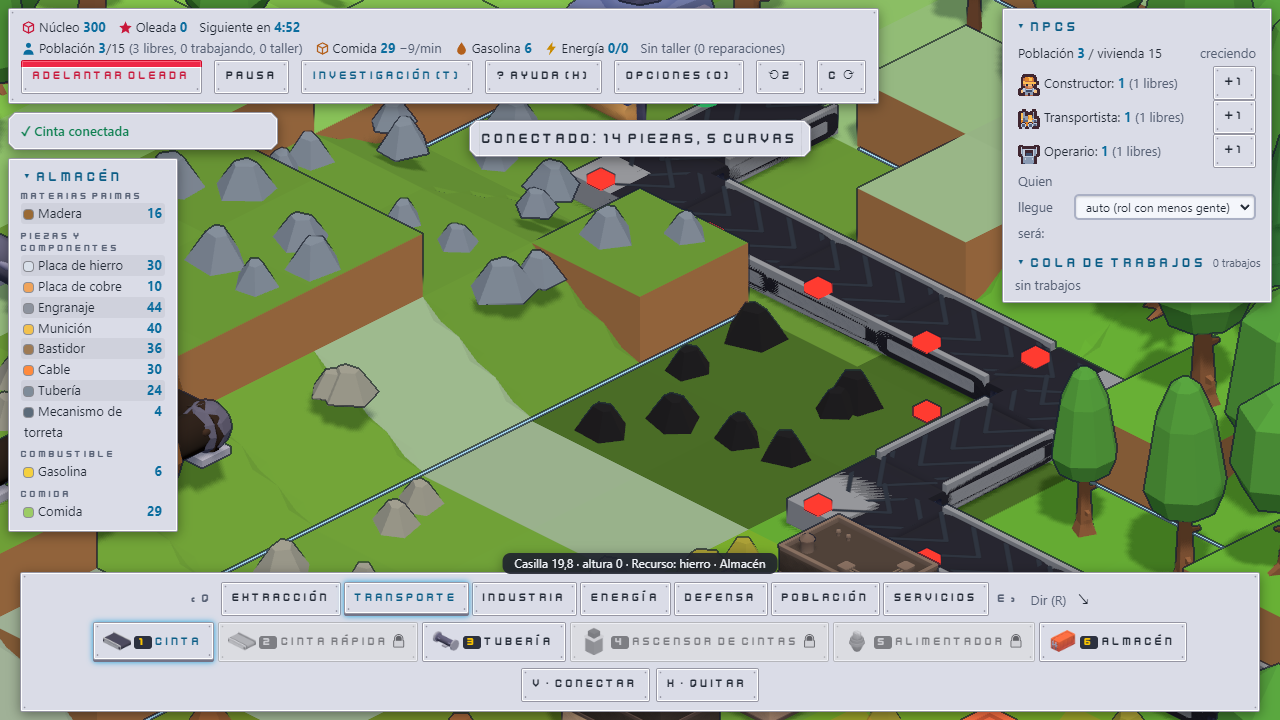 Núcleo 300 Oleada 0 Siguiente en 4:52
Población 3/15 (3 libres, 0 trabajando, 0 taller) Comida 29 −9/min Gasolina 6 Energía 0/0 Sin taller (0 reparaciones)
ADELANTAR OLEADA PAUSA INVESTIGACIÓN (T) ? AYUDA (H) OPCIONES (O) ⟲2 C ⟳
✓ Cinta conectada
CONECTADO: 14 PIEZAS, 5 CURVAS
▾ ALMACÉN
MATERIAS PRIMAS
Madera 16
PIEZAS Y
COMPONENTES
Placa de hierro 30
Placa de cobre 10
Engranaje 44
Munición 40
Bastidor 36
Cable 30
Tubería 24
Mecanismo de 4
torreta
COMBUSTIBLE
Gasolina 6
COMIDA
Comida 29
▾ NPCS
Población 3 / vivienda 15 creciendo
Constructor: 1 (1 libres) +1
Transportista: 1 (1 libres) +1
Operario: 1 (1 libres) +1
Quien
llegue auto (rol con menos gente)
será:
▾ COLA DE TRABAJOS 0 trabajos
sin trabajos
Casilla 19,8 · altura 0 · Recurso: hierro · Almacén
‹ Q EXTRACCIÓN TRANSPORTE INDUSTRIA ENERGÍA DEFENSA POBLACIÓN SERVICIOS E › Dir (R) ↘
1 CINTA 2 CINTA RÁPIDA 3 TUBERÍA 4 ASCENSOR DE CINTAS 5 ALIMENTADOR 6 ALMACÉN
V · CONECTAR X · QUITAR